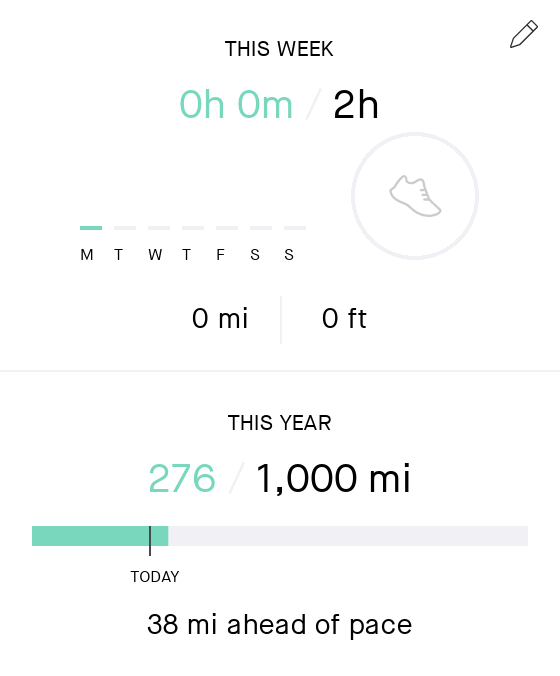 THIS WEEK
0h 0m / 2h
M T W T F S S
0 mi 0 ft
THIS YEAR
276 / 1,000 mi
TODAY
38 mi ahead of pace